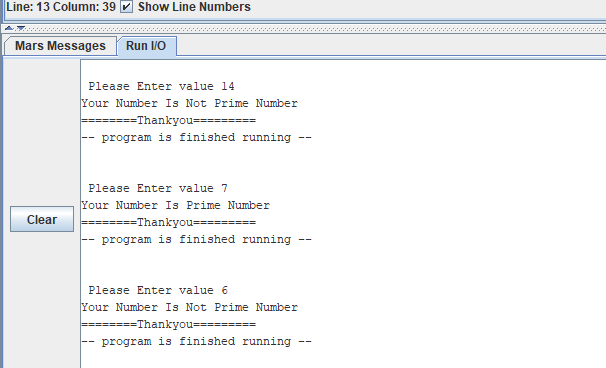 Line: 13 Column: 39 Show Line Numbers
Mars Messages Run I/O
Please Enter value 14
Your Number Is Not Prime Number
========Thankyou=========
-- program is finished running --
Please Enter value 7
Your Number Is Prime Number
========Thankyou=========
-- program is finished running --
Clear
Please Enter value 6
Your Number Is Not Prime Number
========Thankyou=========
-- program is finished running --